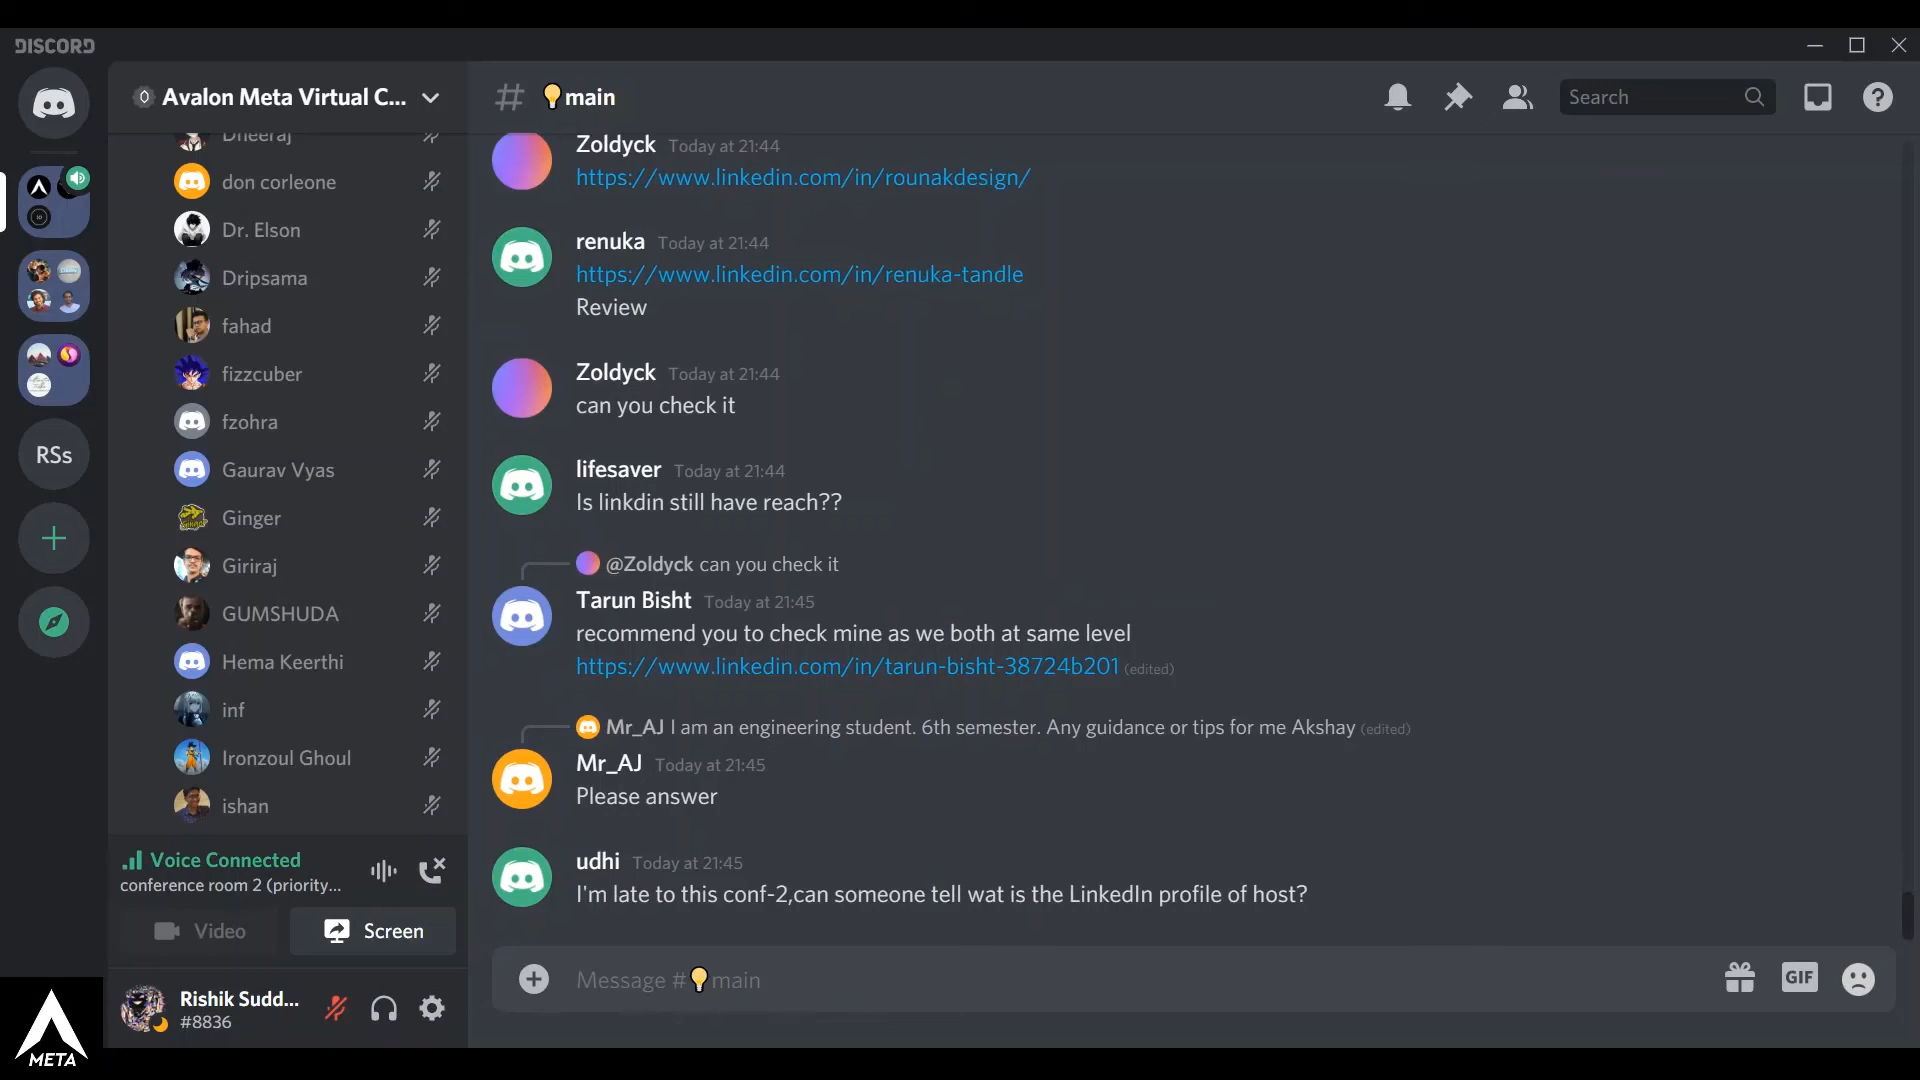 DISCORD
Avalon Meta Virtual C...
main
Search
Dheeraj
don corleone
Dr. Elson
Dripsama
fahad
fizzcuber
fzohra
Gaurav Vyas
Ginger
Giriraj
GUMSHUDA
Hema Keerthi
inf
Ironzoul Ghoul
ishan
RSs
Voice Connected
conference room 2 (priority...
Video
Screen
Rishik Sudd...
#8836
META
Zoldyck Today at 21:44
https://www.linkedin.com/in/rounakdesign/
renuka Today at 21:44
https://www.linkedin.com/in/renuka-tandle
Review
Zoldyck Today at 21:44
can you check it
lifesaver Today at 21:44
Is linkdin still have reach??
@Zoldyck can you check it
Tarun Bisht Today at 21:45
recommend you to check mine as we both at same level
https://www.linkedin.com/in/tarun-bisht-38724b201 (edited)
Mr_AJ I am an engineering student. 6th semester. Any guidance or tips for me Akshay (edited)
Mr_AJ Today at 21:45
Please answer
udhi Today at 21:45
I'm late to this conf-2,can someone tell wat is the LinkedIn profile of host?
Message #💡main
GIF